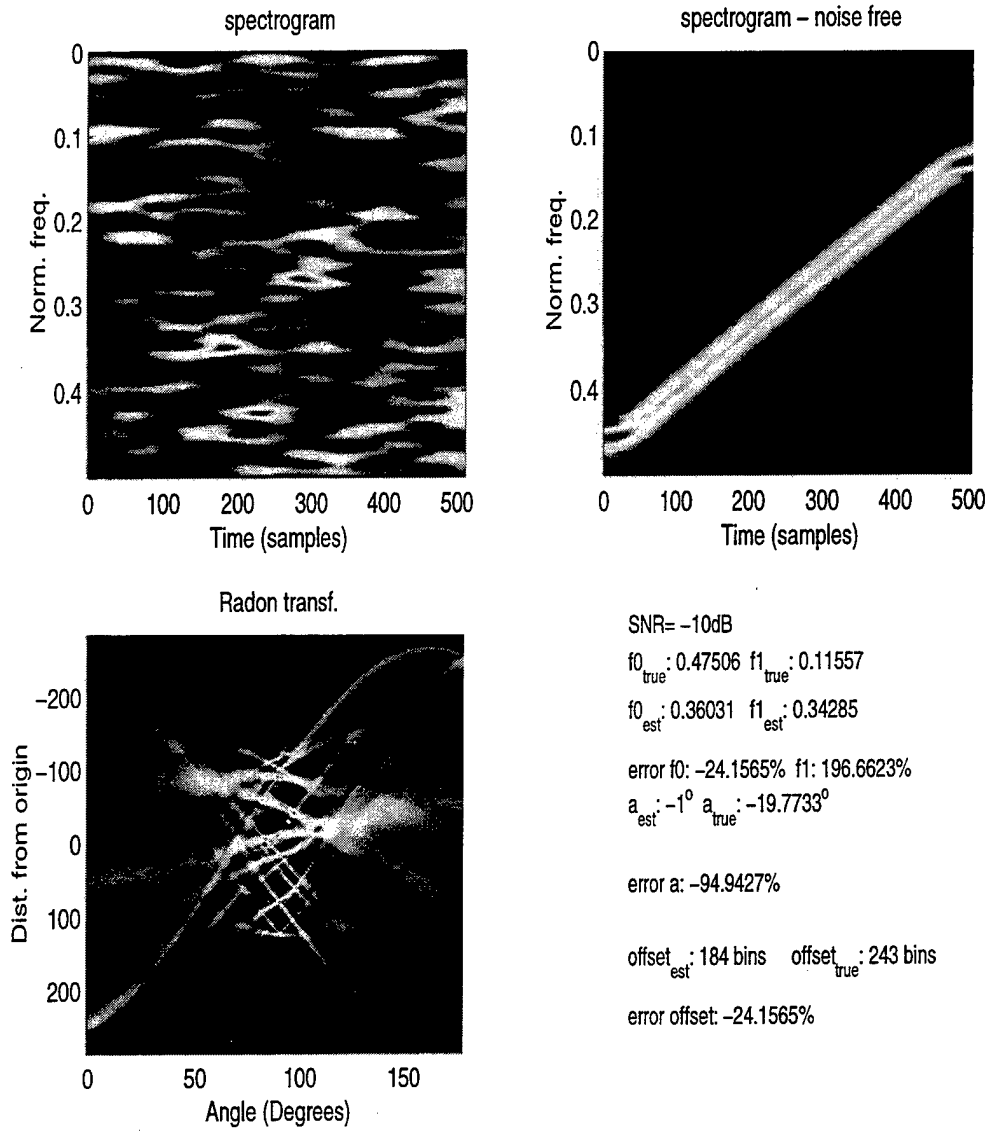 spectrogram
0
0.1
0.2
0.3
0.4
Norm. freq.
0 100 200 300 400 500
Time (samples)
spectrogram – noise free
0
0.1
0.2
0.3
0.4
Norm. freq.
0 100 200 300 400 500
Time (samples)
Radon transf.
−200
−100
0
100
200
Dist. from origin
0 50 100 150
Angle (Degrees)
SNR= −10dB
f0true: 0.47506 f1true: 0.11557
f0est: 0.36031 f1est: 0.34285
error f0: −24.1565% f1: 196.6623%
aest: −1° atrue: −19.7733°
error a: −94.9427%
offsetest: 184 bins offsettrue: 243 bins
error offset: −24.1565%